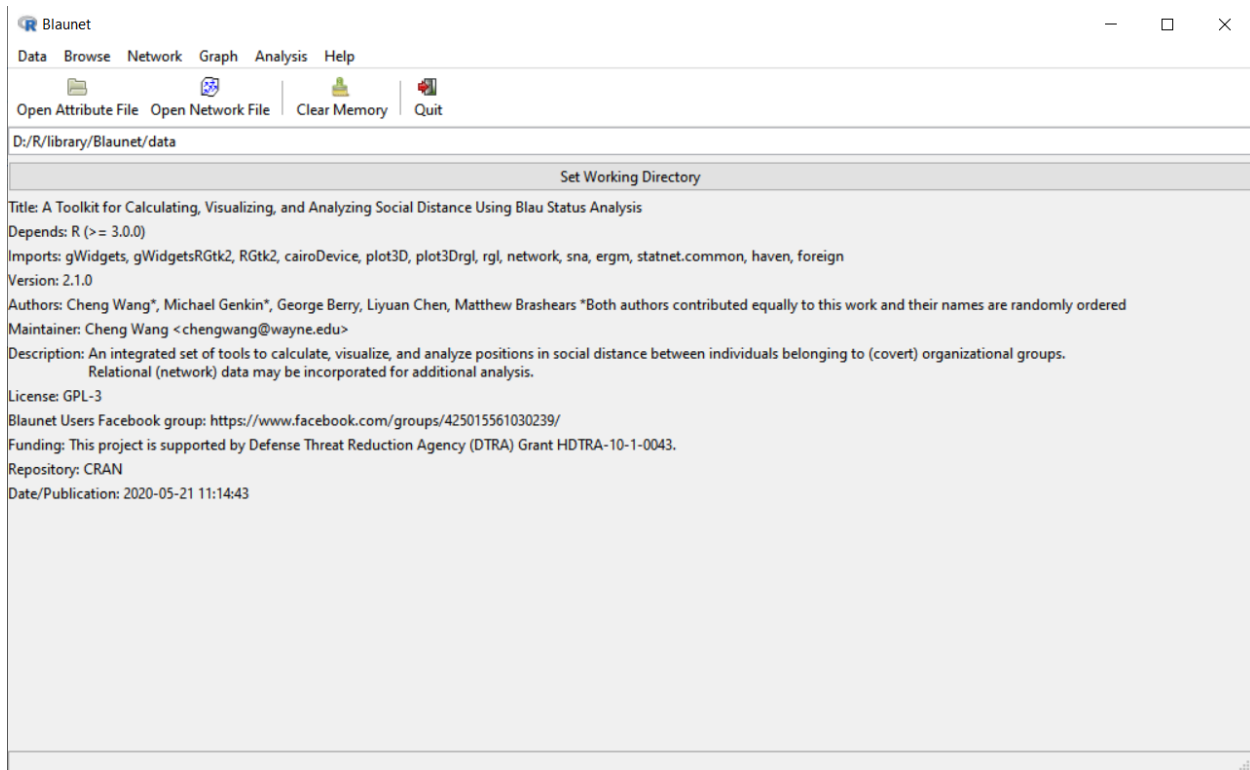 Blaunet
Data Browse Network Graph Analysis Help
Open Attribute File Open Network File Clear Memory Quit
D:/R/library/Blaunet/data
Set Working Directory
Title: A Toolkit for Calculating, Visualizing, and Analyzing Social Distance Using Blau Status Analysis
Depends: R (>= 3.0.0)
Imports: gWidgets, gWidgetsRGtk2, RGtk2, cairoDevice, plot3D, plot3Drgl, rgl, network, sna, ergm, statnet.common, haven, foreign
Version: 2.1.0
Authors: Cheng Wang*, Michael Genkin*, George Berry, Liyuan Chen, Matthew Brashears *Both authors contributed equally to this work and their names are randomly ordered
Maintainer: Cheng Wang <chengwang@wayne.edu>
Description: An integrated set of tools to calculate, visualize, and analyze positions in social distance between individuals belonging to (covert) organizational groups.
Relational (network) data may be incorporated for additional analysis.
License: GPL-3
Blaunet Users Facebook group: https://www.facebook.com/groups/425015561030239/
Funding: This project is supported by Defense Threat Reduction Agency (DTRA) Grant HDTRA-10-1-0043.
Repository: CRAN
Date/Publication: 2020-05-21 11:14:43